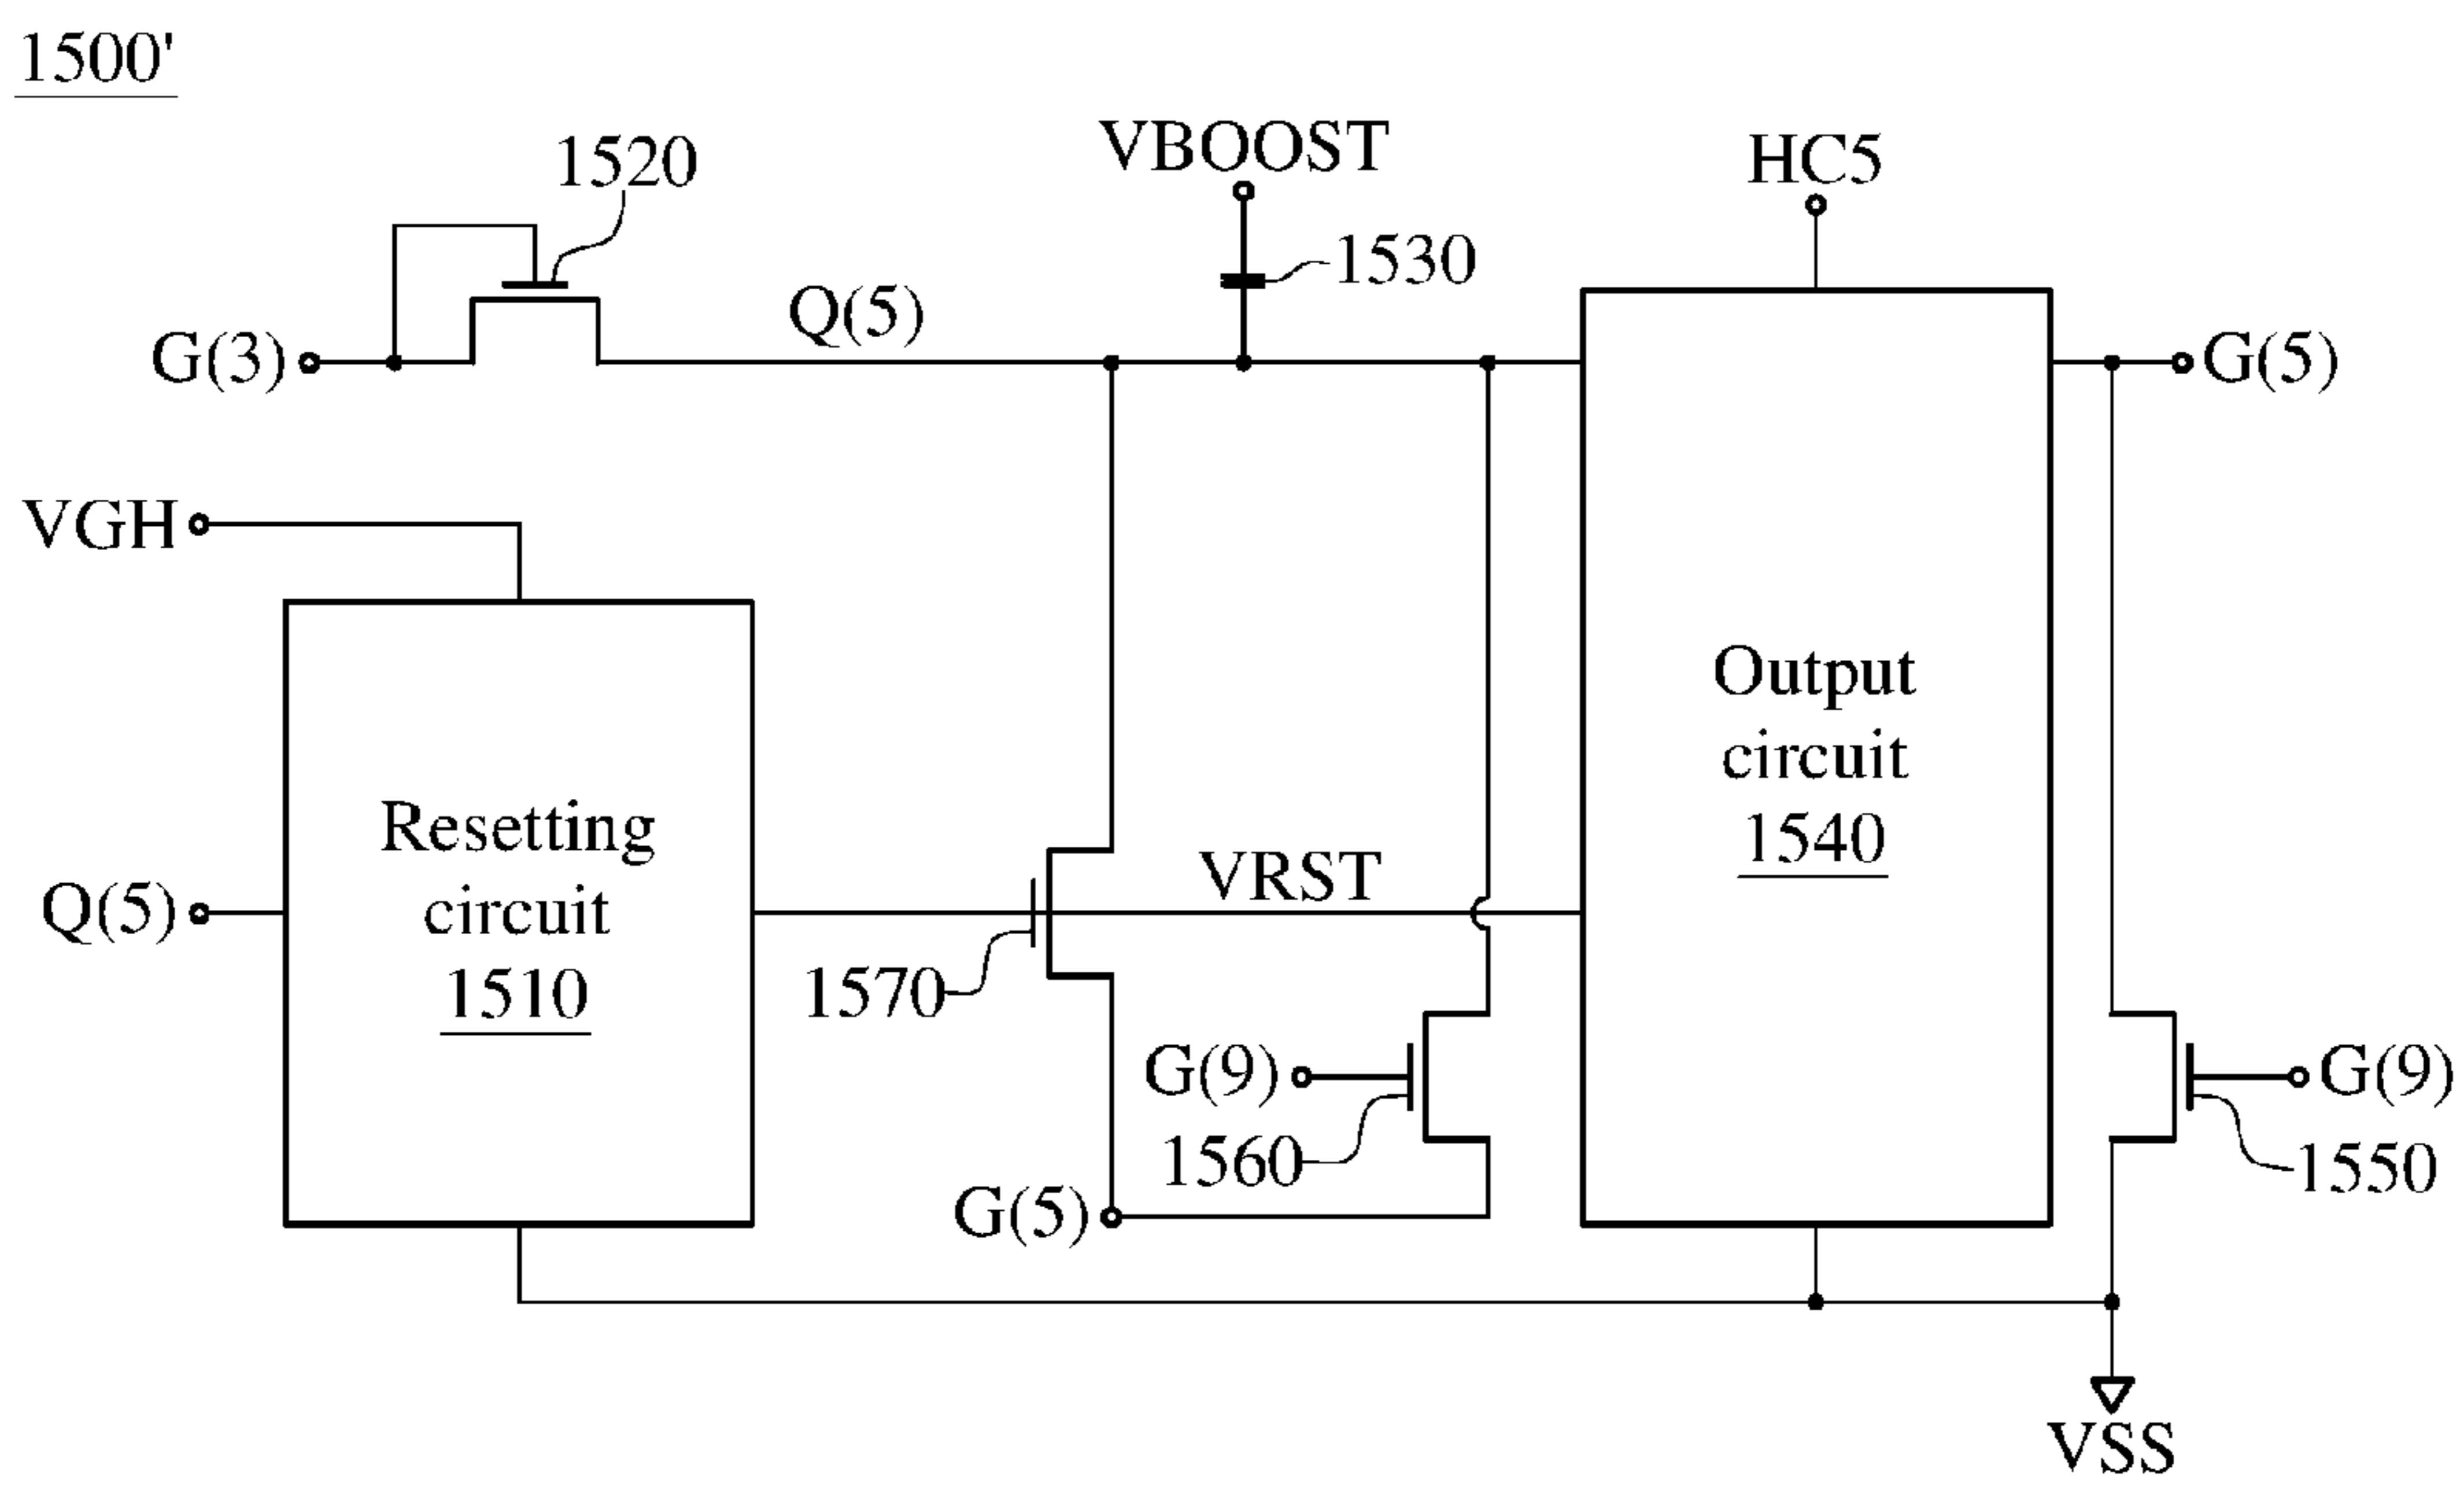 1500'
1520
VBOOST
HC5
1530
Q(5)
G(3)
G(5)
VGH
Output
circuit
1540
Resetting
circuit
1510
VRST
Q(5)
1570
G(9)
G(9)
1560
1550
G(5)
VSS